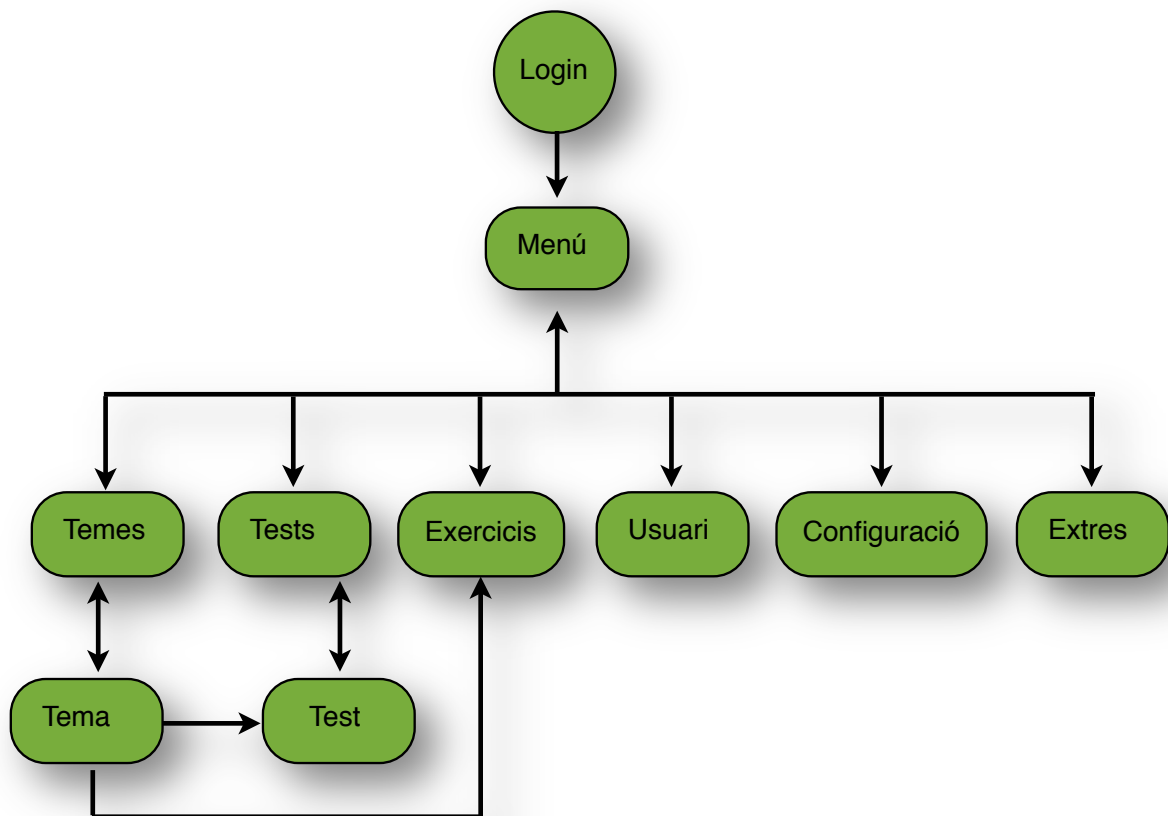 Login
Menú
Temes
Tests
Exercicis
Usuari
Configuració
Extres
Tema
Test